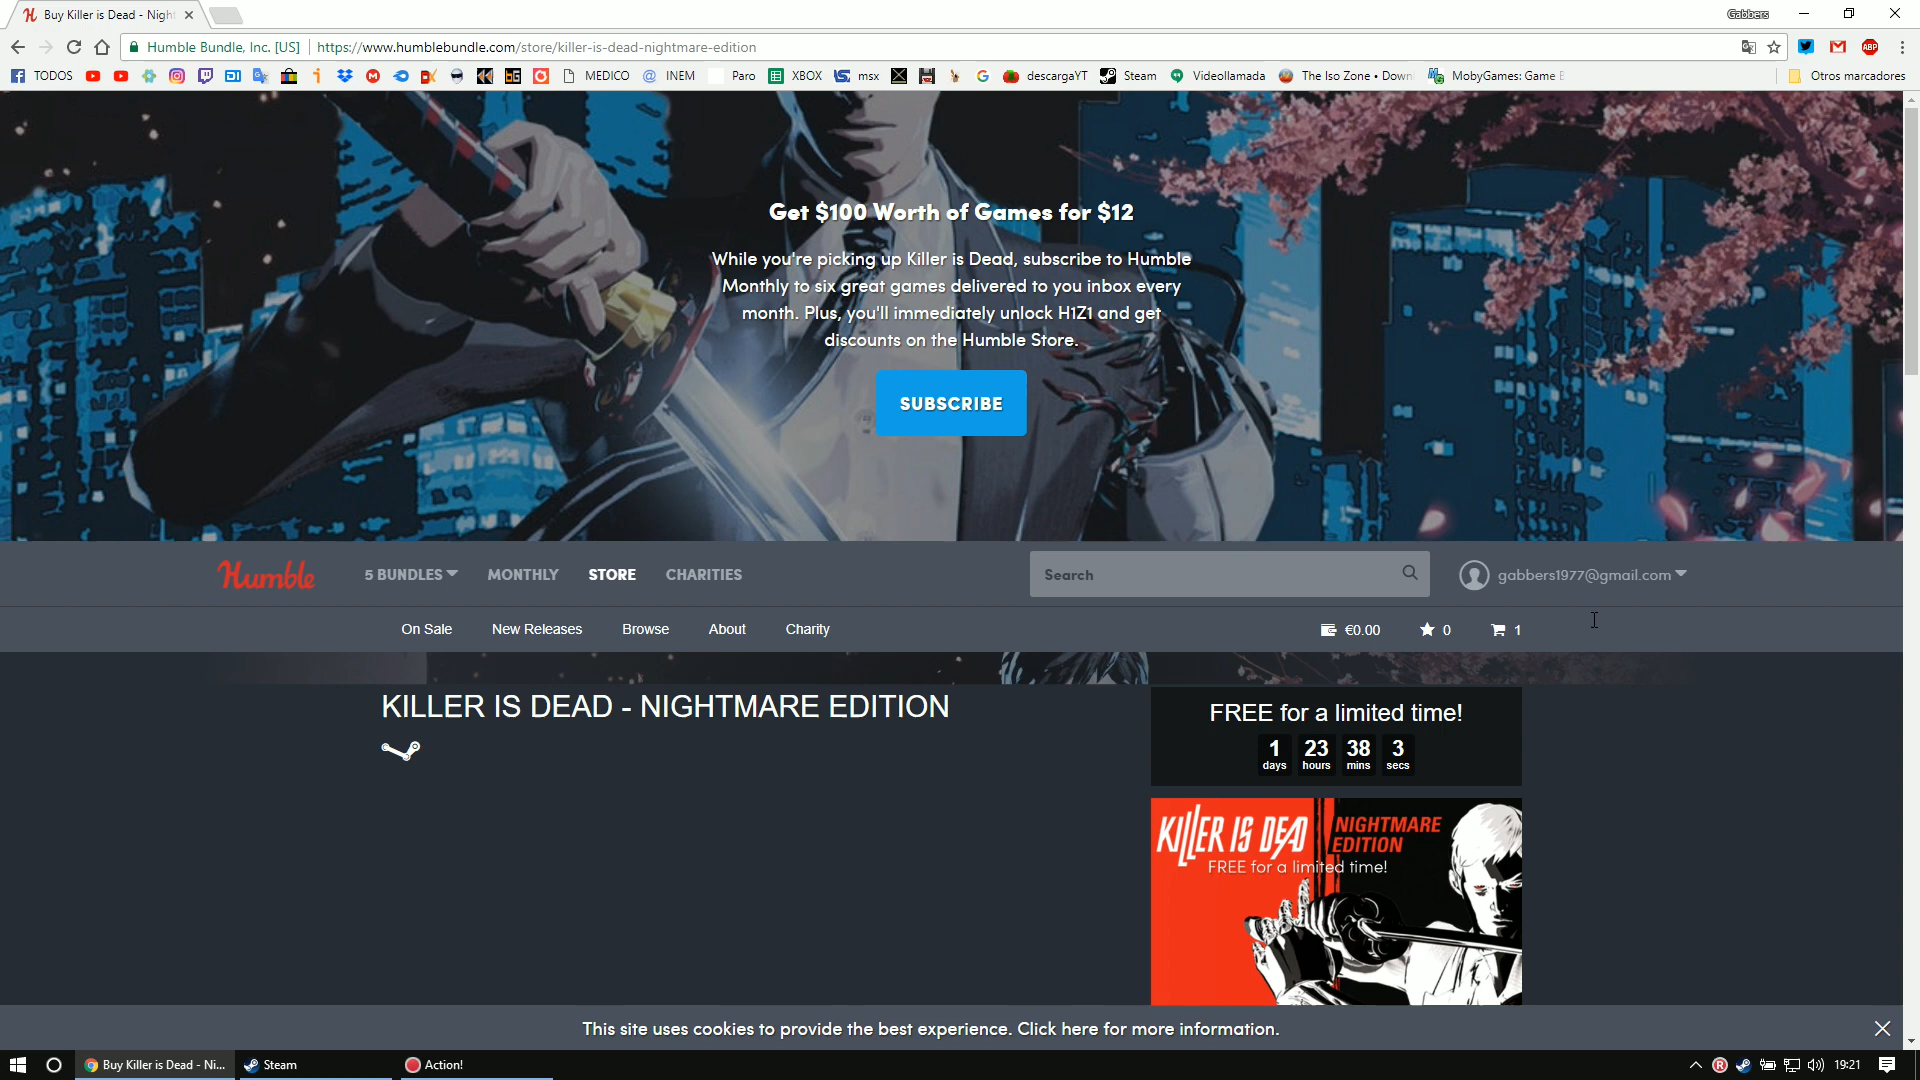 Buy Killer is Dead - Nigh
Gabbers
Humble Bundle, Inc. [US]
https://www.humblebundle.com/store/killer-is-dead-nightmare-edition
ABP
TODOS
MEDICO
INEM
Paro
XBOX
msx
descargaYT
Steam
Videollamada
The Iso Zone • Down
MobyGames: Game
Otros marcadores
Get $100 Worth of Games for $12
While you're picking up Killer is Dead, subscribe to Humble
Monthly to six great games delivered to you inbox every
month. Plus, you'll immediately unlock H1Z1 and get
discounts on the Humble Store.
SUBSCRIBE
Humble
5 BUNDLES
MONTHLY
STORE
CHARITIES
Search
gabbers1977@gmail.com
On Sale
New Releases
Browse
About
Charity
€0.00
0
1
KILLER IS DEAD - NIGHTMARE EDITION
FREE for a limited time!
1 23 38 3
days hours mins secs
KILLER IS DEAD
NIGHTMARE
EDITION
FREE for a limited time!
This site uses cookies to provide the best experience. Click here for more information.
Buy Killer is Dead - Ni...
Steam
Action!
19:21